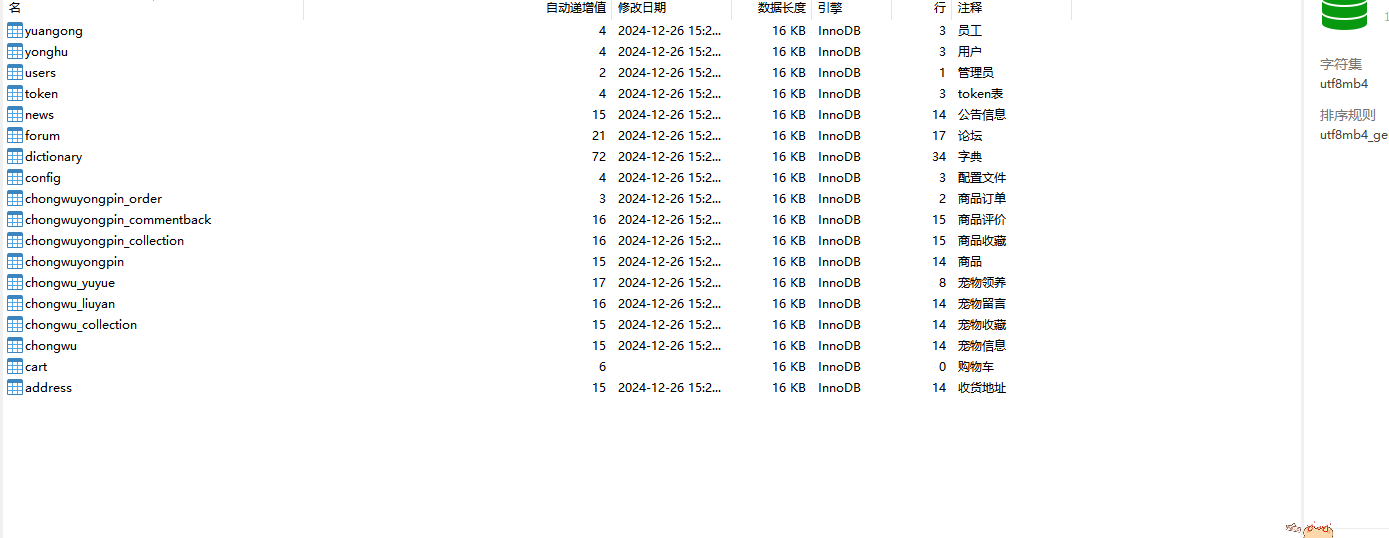 名 自动递增值 修改日期 数据长度 引擎 行 注释
yuangong 4 2024-12-26 15:2... 16 KB InnoDB 3 员工
yonghu 4 2024-12-26 15:2... 16 KB InnoDB 3 用户
users 2 2024-12-26 15:2... 16 KB InnoDB 1 管理员
token 4 2024-12-26 15:2... 16 KB InnoDB 3 token表
news 15 2024-12-26 15:2... 16 KB InnoDB 14 公告信息
forum 21 2024-12-26 15:2... 16 KB InnoDB 17 论坛
dictionary 72 2024-12-26 15:2... 16 KB InnoDB 34 字典
config 4 2024-12-26 15:2... 16 KB InnoDB 3 配置文件
chongwuyongpin_order 3 2024-12-26 15:2... 16 KB InnoDB 2 商品订单
chongwuyongpin_commentback 16 2024-12-26 15:2... 16 KB InnoDB 15 商品评价
chongwuyongpin_collection 16 2024-12-26 15:2... 16 KB InnoDB 15 商品收藏
chongwuyongpin 15 2024-12-26 15:2... 16 KB InnoDB 14 商品
chongwu_yuyue 17 2024-12-26 15:2... 16 KB InnoDB 8 宠物领养
chongwu_liuyan 16 2024-12-26 15:2... 16 KB InnoDB 14 宠物留言
chongwu_collection 15 2024-12-26 15:2... 16 KB InnoDB 14 宠物收藏
chongwu 15 2024-12-26 15:2... 16 KB InnoDB 14 宠物信息
cart 6 16 KB InnoDB 0 购物车
address 15 2024-12-26 15:2... 16 KB InnoDB 14 收货地址
字符集
utf8mb4
排序规则
utf8mb4_ge